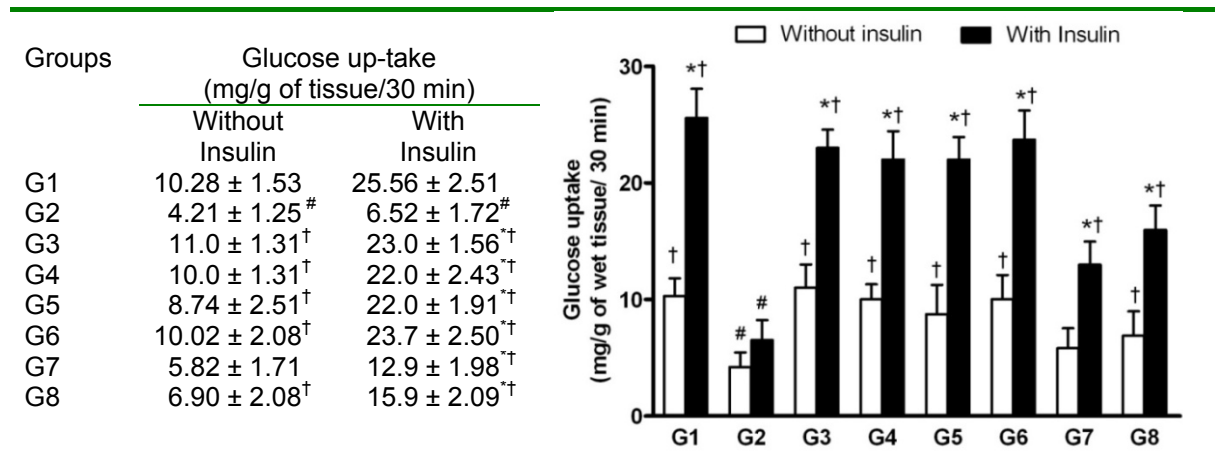 Groups Glucose up-take
(mg/g of tissue/30 min)
Without With
Insulin Insulin
G1 10.28 ± 1.53 25.56 ± 2.51
G2 4.21 ± 1.25 # 6.52 ± 1.72#
G3 11.0 ± 1.31† 23.0 ± 1.56*†
G4 10.0 ± 1.31† 22.0 ± 2.43*†
G5 8.74 ± 2.51† 22.0 ± 1.91*†
G6 10.02 ± 2.08† 23.7 ± 2.50*†
G7 5.82 ± 1.71 12.9 ± 1.98*†
G8 6.90 ± 2.08† 15.9 ± 2.09*†
Without insulin With Insulin
Glucose uptake
(mg/g of wet tissue/ 30 min)
30
20
10
0
† *†
# #
† *†
† *†
† *†
† *†
*†
† *†
G1 G2 G3 G4 G5 G6 G7 G8